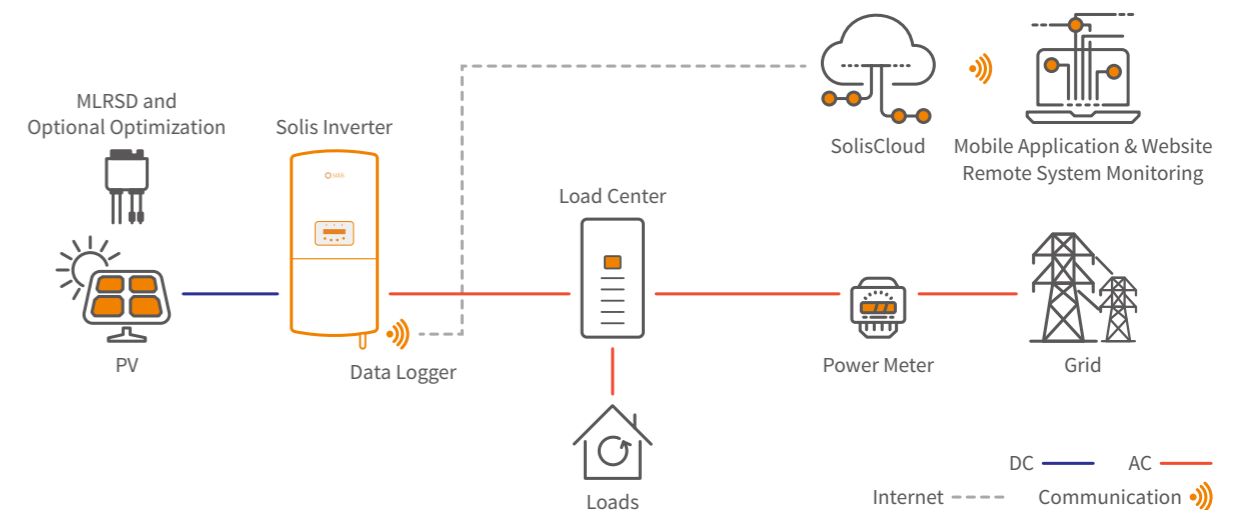 MLRSD and
Optional Optimization
Solis Inverter
SolisCloud
Mobile Application & Website
Remote System Monitoring
Load Center
PV
Data Logger
Power Meter
Grid
Loads
DC
AC
Internet
Communication